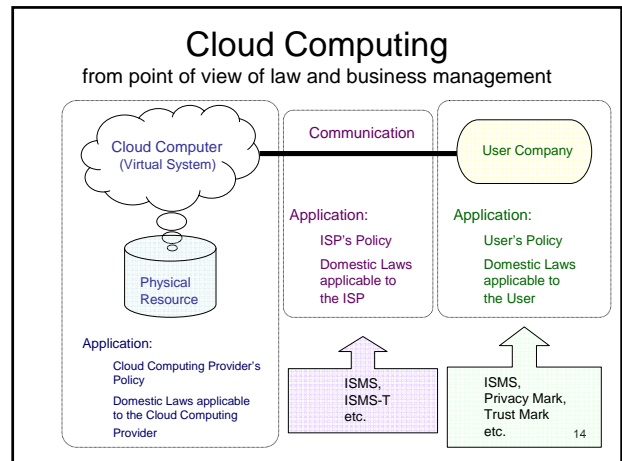 Cloud Computing
from point of view of law and business management
Cloud Computer
(Virtual System)
Physical
Resource
Application:
Cloud Computing Provider's
Policy
Domestic Laws applicable
to the Cloud Computing
Provider
Communication
Application:
ISP's Policy
Domestic Laws
applicable to
the ISP
ISMS,
ISMS-T
etc.
User Company
Application:
User's Policy
Domestic Laws
applicable to
the User
ISMS,
Privacy Mark,
Trust Mark
etc.
14